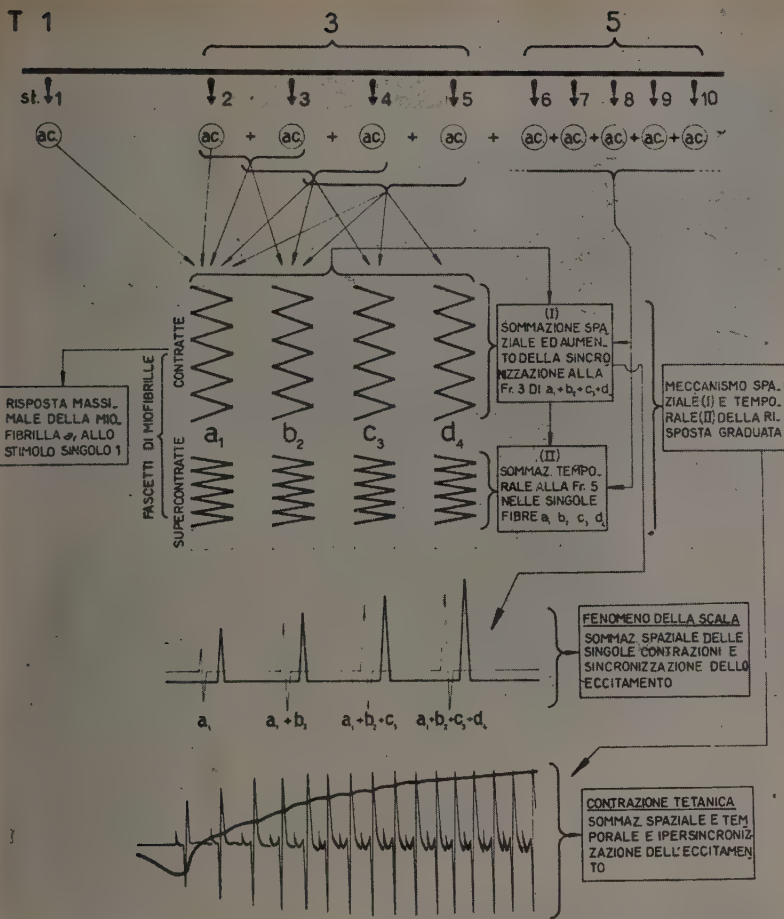 T 1 3 5
st. 1 2 3 4 5 6 7 8 9 10
ac. ac. + ac. + ac. + ac. + ac. + ac. + ac. + ac. + ac.
FASCETTI DI MIOFIBRILLE
CONTRATTE
SUPERCONTRATTE
RISPOSTA MASSI-
MALE DELLA MIO
FIBRILLA a, ALLO
STIMOLO SINGOLO 1
a₁ b₂ c₃ d₄
(I)
SOMMAZIONE SPA
ZIALE ED AUMEN-
TO DELLA SINCRO
NIZZAZIONE ALLA
Fr. 3 DI a₁+b₂+c₃+d₄
(II)
SOMMAZ. TEMPO-
RALE ALLA Fr. 5
NELLE SINGOLE
FIBRE a₁ b₂ c₃ d₄
MECCANISMO SPA-
ZIALE (I) E TEMPO-
RALE (II) DELLA RI-
SPOSTA GRADUATA
FENOMENO DELLA SCALA
SOMMAZ. SPAZIALE DELLE
SINGOLE CONTRAZIONI E
SINCRONIZZAZIONE DELLO
ECCITAMENTO
a₁ a₁+b₂ a₁+b₂+c₃ a₁+b₂+c₃+d₄
CONTRAZIONE TETANICA
SOMMAZ. SPAZIALE E TEM
PORALE E IPERSINCRONIZ-
ZAZIONE DELL'ECCITAMEN
TO